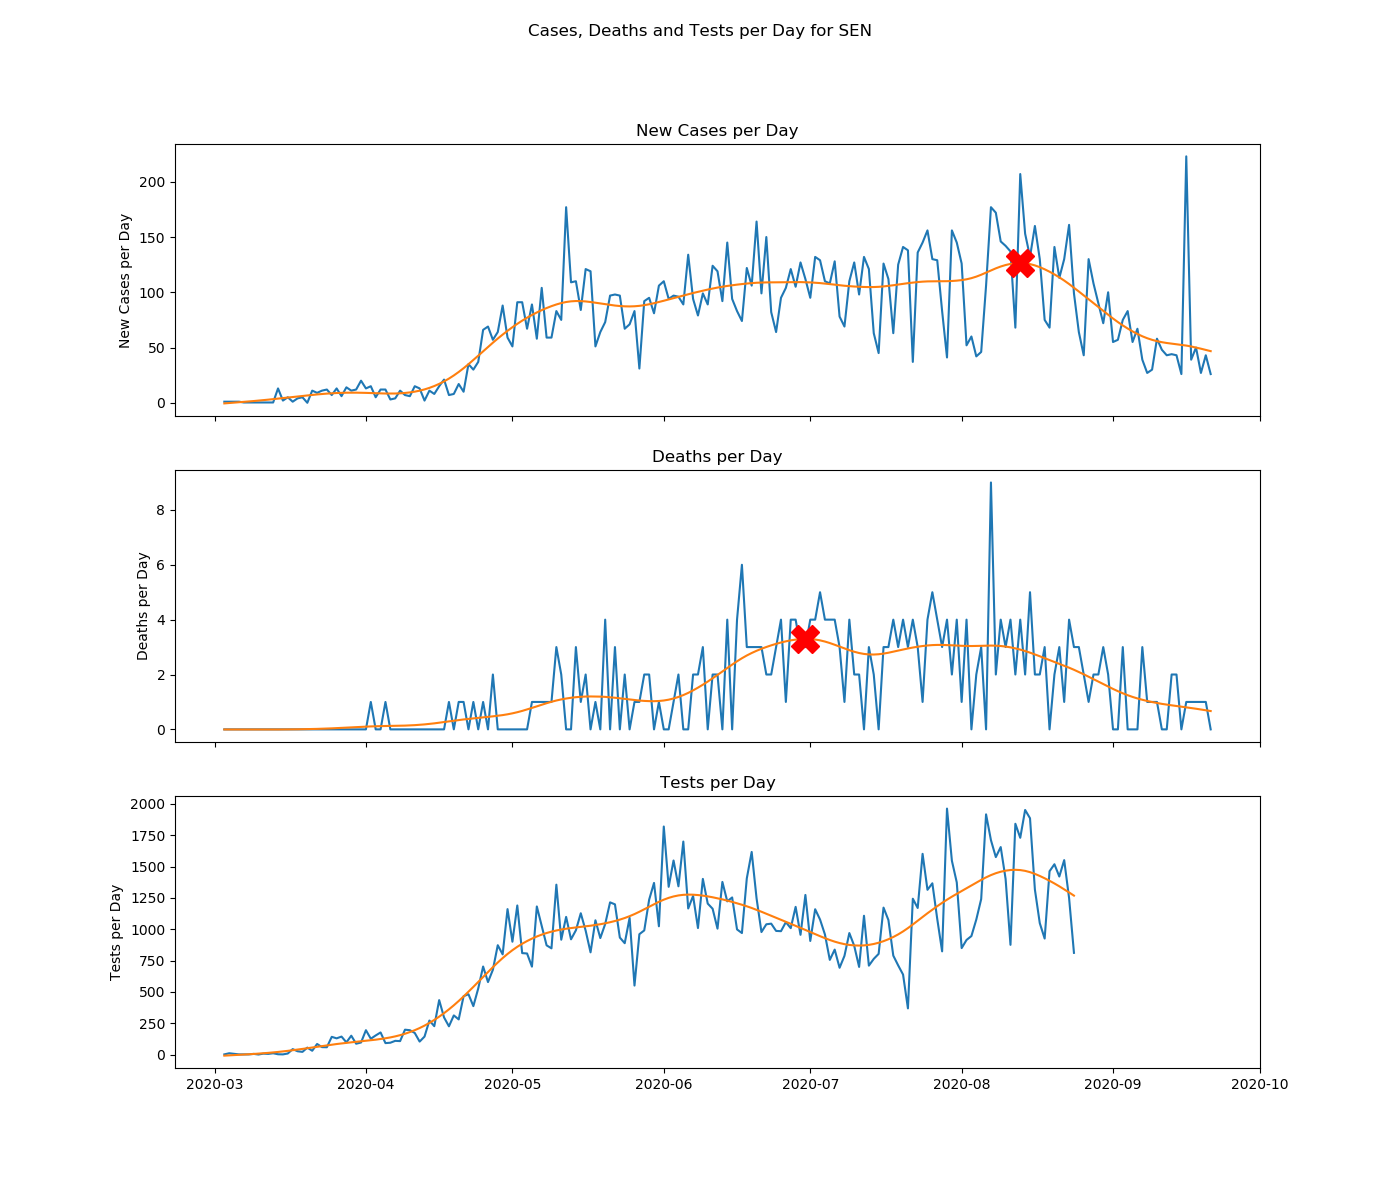 Cases, Deaths and Tests per Day for SEN
New Cases per Day
New Cases per Day
200
150
100
50
0
Deaths per Day
Deaths per Day
8
6
4
2
0
Tests per Day
Tests per Day
2000
1750
1500
1250
1000
750
500
250
0
2020-03 2020-04 2020-05 2020-06 2020-07 2020-08 2020-09 2020-10